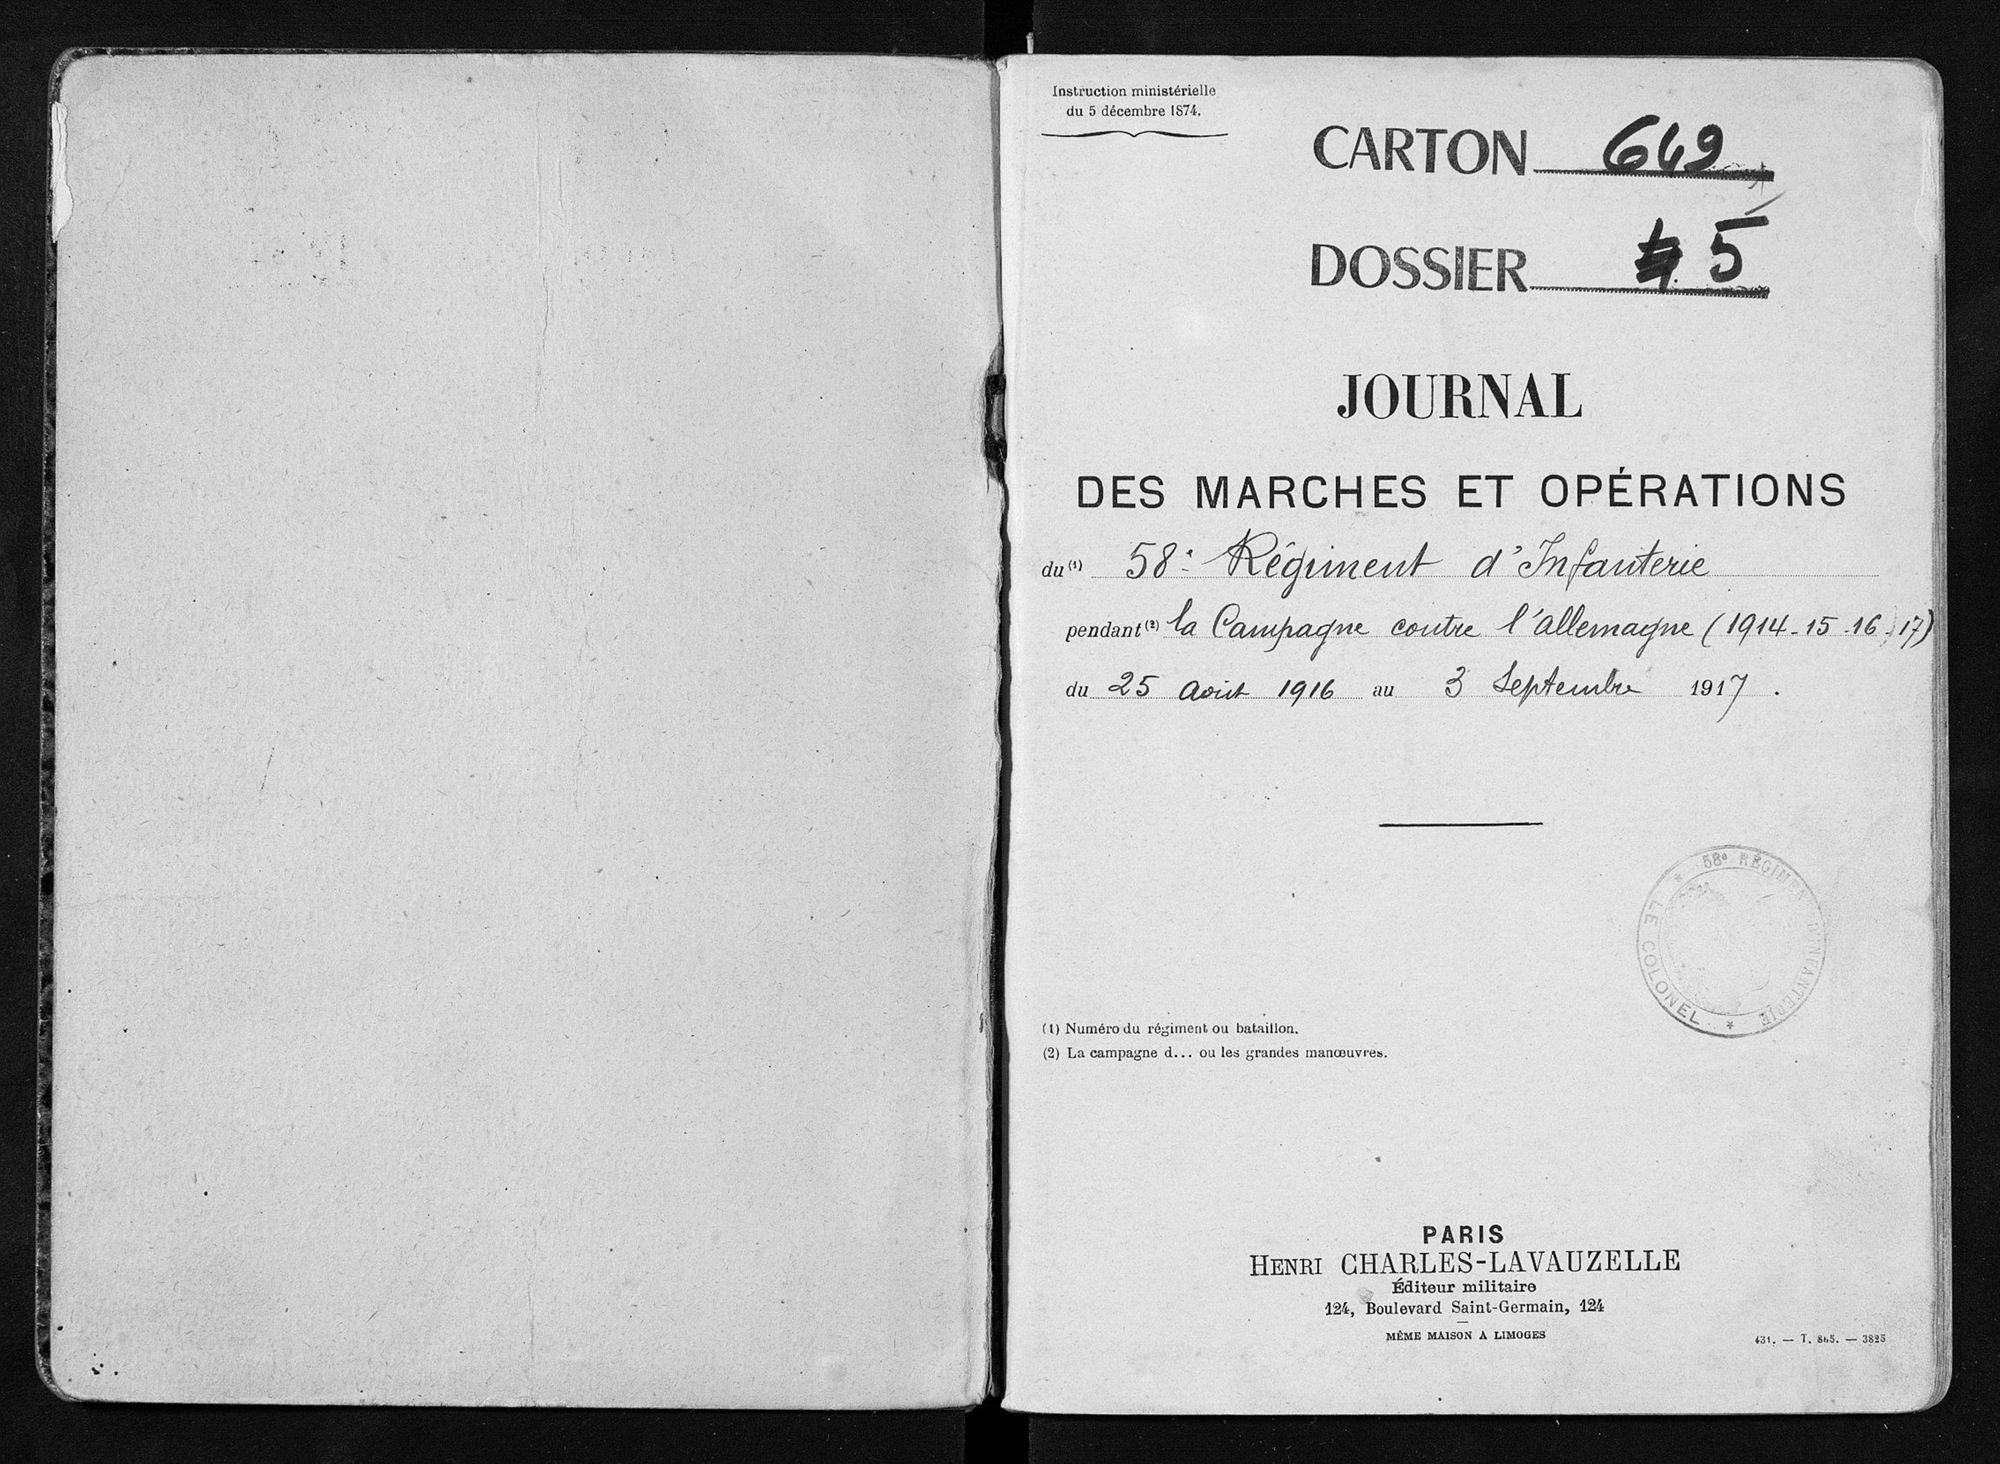 Instruction ministérielle
du 5 décembre 1874.
CARTON 649
DOSSIER 5
JOURNAL
DES MARCHES ET OPÉRATIONS
du (1) 58e Régiment d'Infanterie
pendant (2) la Campagne contre l'allemagne (1914-15-16-17)
du 25 août 1916 au 3 Septembre 1917.
58e RÉGIMENT D'INFANTERIE
* LE COLONEL *
(1) Numéro du régiment ou bataillon.
(2) La campagne d... ou les grandes manœuvres.
PARIS
HENRI CHARLES-LAVAUZELLE
Éditeur militaire
124, Boulevard Saint-Germain, 124
MÊME MAISON A LIMOGES
431. — T. 845. — 3825